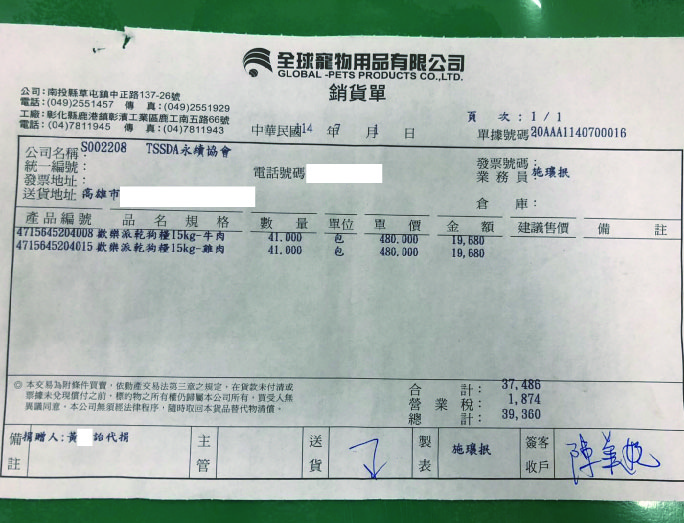 全球寵物用品有限公司
GLOBAL -PETS PRODUCTS CO.,LTD.
銷貨單
公司：南投縣草屯鎮中正路137-26號
電話：(049)2551457 傳 真：(049)2551929
工廠：彰化縣鹿港鎮彰濱工業區鹿工南五路66號
電話：(04)7811945 傳 真：(04)7811943
中華民國 114 7 1 日
頁 次：1 / 1
單據號碼 20AAA1140700016
公司名稱： S002208 TSSDA永續協會
統一編號：
電話號碼
發票號碼：
發票地址：
業務員： 施瓌抿
送貨地址 高雄市
倉 庫：
產品編號 品名規格 數量 單位 單價 金額 建議售價 備註
4715645204008 歡樂派乾狗糧15kg-牛肉 41.000 包 480.000 19,680
4715645204015 歡樂派乾狗糧15kg-雞肉 41.000 包 480.000 19,680
◎ 本交易為附條件買賣，依動產交易法第三章之規定，在貨款未付清或
票據未兌現償付之前，標約物之所有權仍歸屬本公司所有，買受人無
異議同意。本公司無須經法律程序，隨時取回本貨品替代物清償。
合計： 37,486
營業稅： 1,874
總計： 39,360
備註 捐贈人：黃 詒代捐 主管 送貨 製表 施瓌抿 簽客收戶